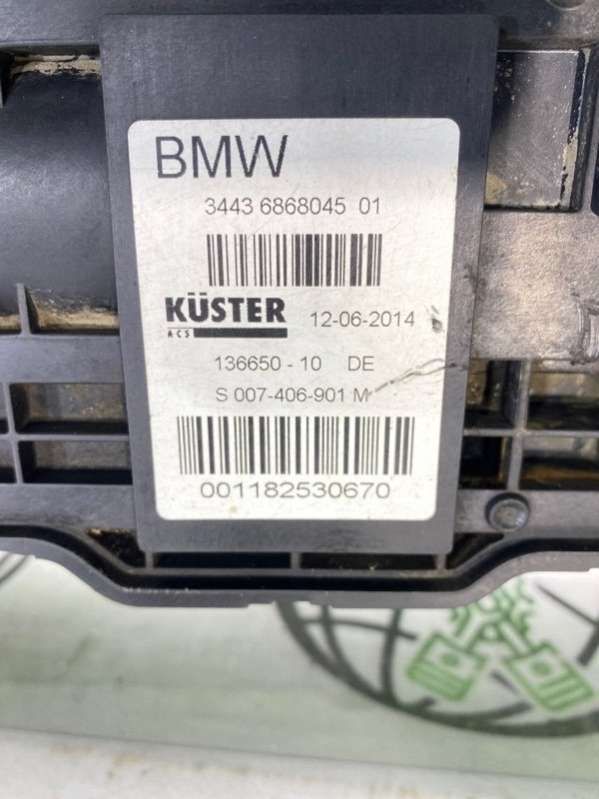 BMW
3443 6868045 01
KÜSTER
ACS
12-06-2014
136650 - 10 DE
S 007-406-901 M
001182530670